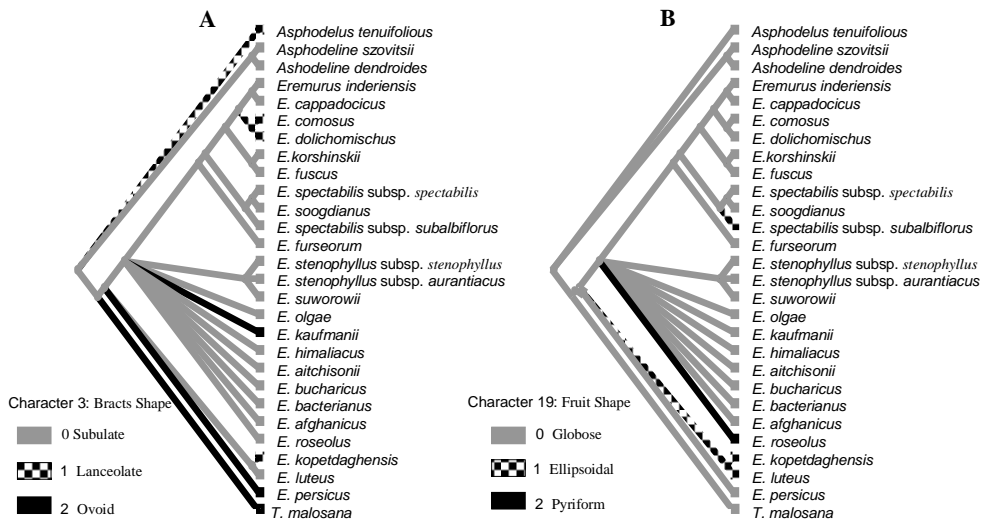 A
Asphodelus tenuifolious
Asphodeline szovitsii
Ashodeline dendroides
Eremurus inderiensis
E. cappadocicus
E. comosus
E. dolichomischus
E.korshinskii
E. fuscus
E. spectabilis subsp. spectabilis
E. soogdianus
E. spectabilis subsp. subalbiflorus
E. furseorum
E. stenophyllus subsp. stenophyllus
E. stenophyllus subsp. aurantiacus
E. suworowii
E. olgae
E. kaufmanii
E. himaliacus
E. aitchisonii
E. bucharicus
E. bacterianus
E. afghanicus
E. roseolus
E. kopetdaghensis
E. luteus
E. persicus
T. malosana
Character 3: Bracts Shape
0 Subulate
1 Lanceolate
2 Ovoid
B
Asphodelus tenuifolious
Asphodeline szovitsii
Ashodeline dendroides
Eremurus inderiensis
E. cappadocicus
E. comosus
E. dolichomischus
E.korshinskii
E. fuscus
E. spectabilis subsp. spectabilis
E. soogdianus
E. spectabilis subsp. subalbiflorus
E. furseorum
E. stenophyllus subsp. stenophyllus
E. stenophyllus subsp. aurantiacus
E. suworowii
E. olgae
E. kaufmanii
E. himaliacus
E. aitchisonii
E. bucharicus
E. bacterianus
E. afghanicus
E. roseolus
E. kopetdaghensis
E. luteus
E. persicus
T. malosana
Character 19: Fruit Shape
0 Globose
1 Ellipsoidal
2 Pyriform